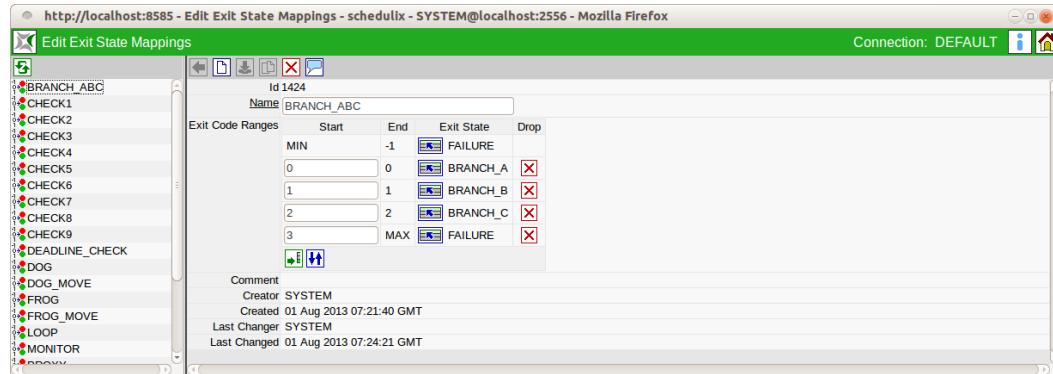 http://localhost:8585 - Edit Exit State Mappings - schedulix - SYSTEM@localhost:2556 - Mozilla Firefox
Edit Exit State Mappings
Connection: DEFAULT
BRANCH_ABC
CHECK1
CHECK2
CHECK3
CHECK4
CHECK5
CHECK6
CHECK7
CHECK8
CHECK9
DEADLINE_CHECK
DOG
DOG_MOVE
FROG
FROG_MOVE
LOOP
MONITOR
Id 1424
Name BRANCH_ABC
Exit Code Ranges Start End Exit State Drop
MIN -1 FAILURE
0 0 BRANCH_A
1 1 BRANCH_B
2 2 BRANCH_C
3 MAX FAILURE
Comment
Creator SYSTEM
Created 01 Aug 2013 07:21:40 GMT
Last Changer SYSTEM
Last Changed 01 Aug 2013 07:24:21 GMT